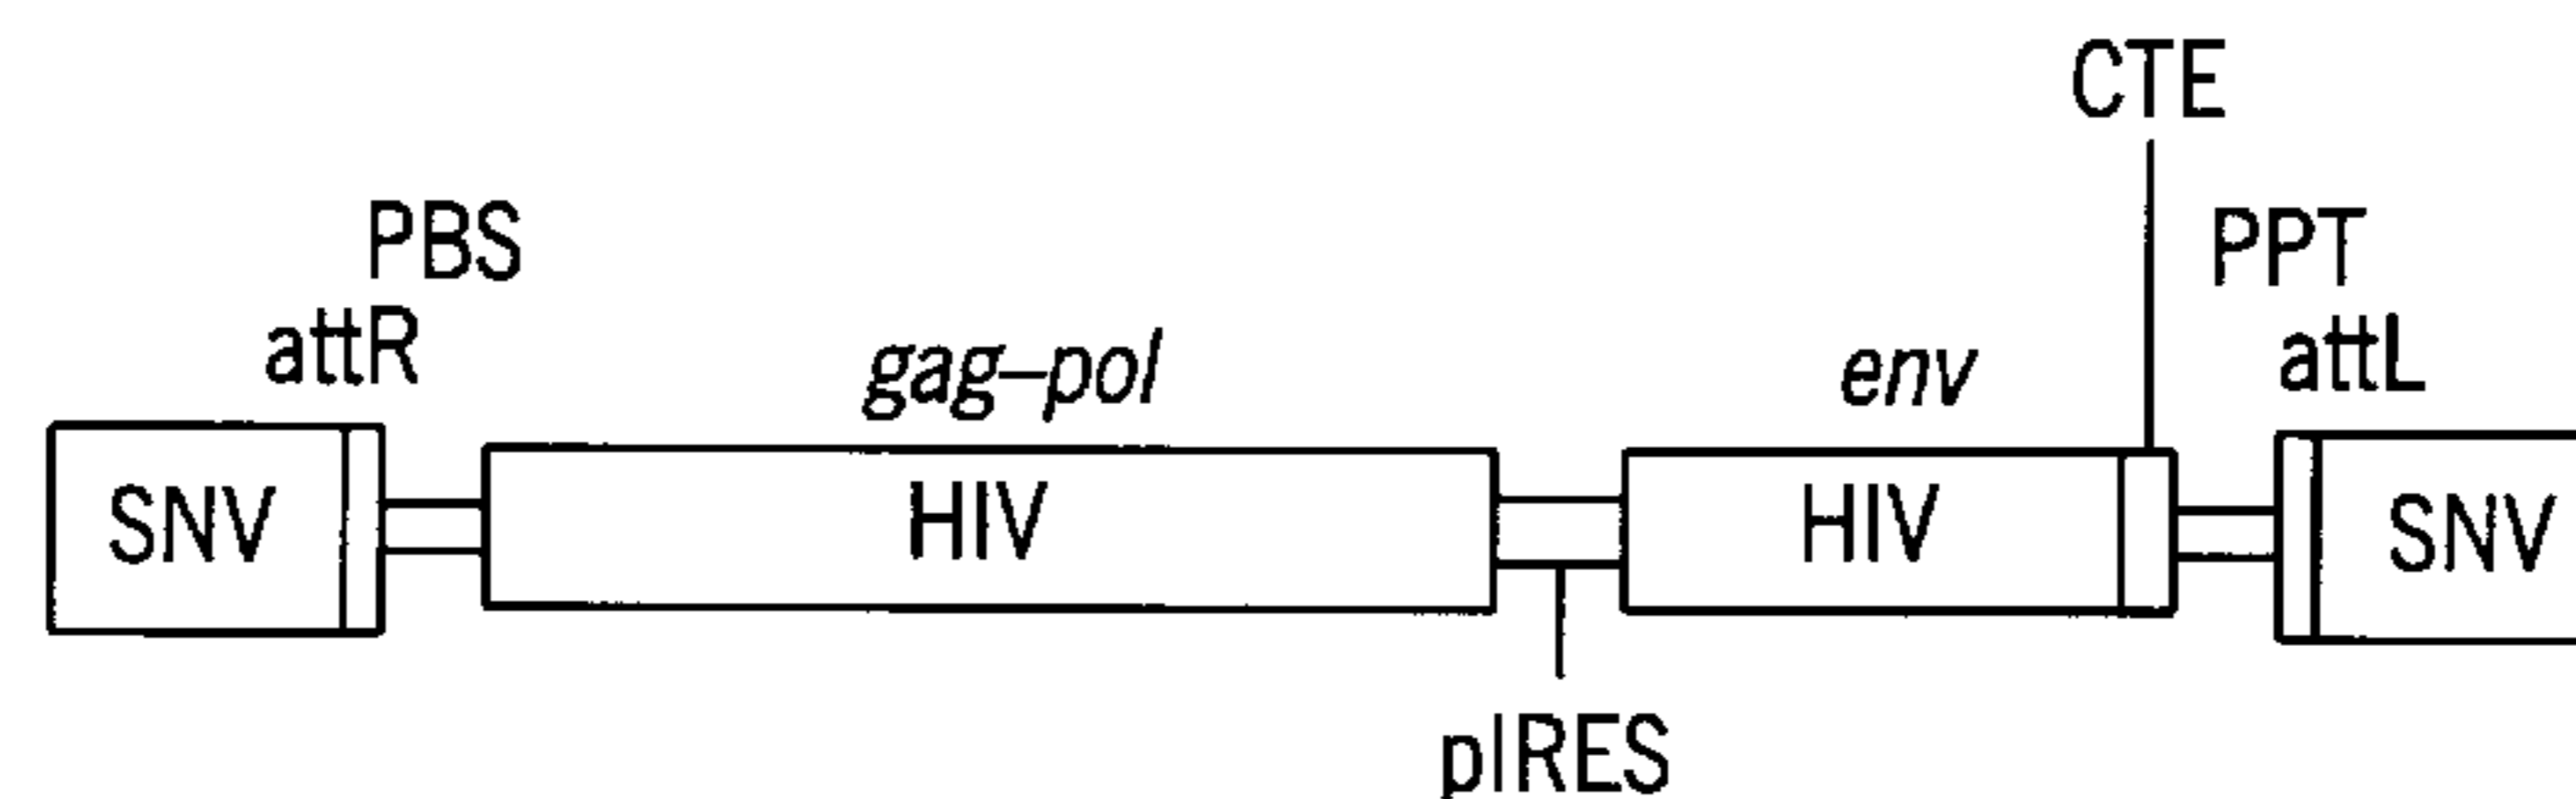 CTE
PBS
PPT
attR
gag–pol
env
attL
SNV
HIV
HIV
SNV
pIRES